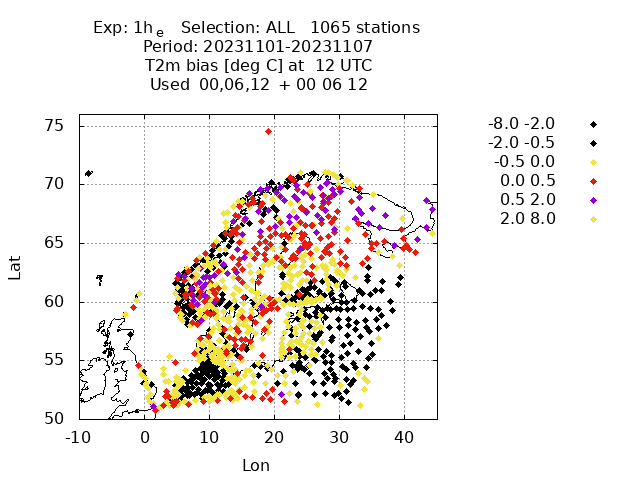 Exp: 1h e   Selection: ALL   1065 stations
Period: 20231101-20231107
T2m bias [deg C] at  12 UTC
Used  00,06,12  + 00 06 12
75
70
65
60
55
50
-10 0 10 20 30 40
Lat
Lon
-8.0 -2.0
-2.0 -0.5
-0.5 0.0
0.0 0.5
0.5 2.0
2.0 8.0